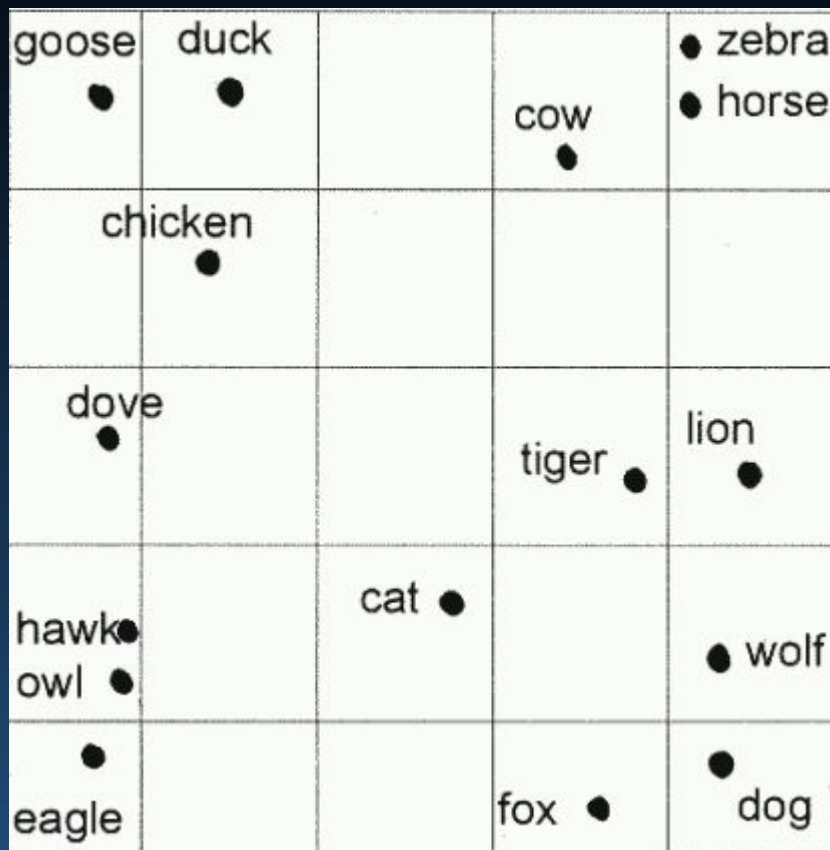 goose
duck
zebra
horse
cow
chicken
dove
lion
tiger
cat
hawk
owl
wolf
eagle
fox
dog